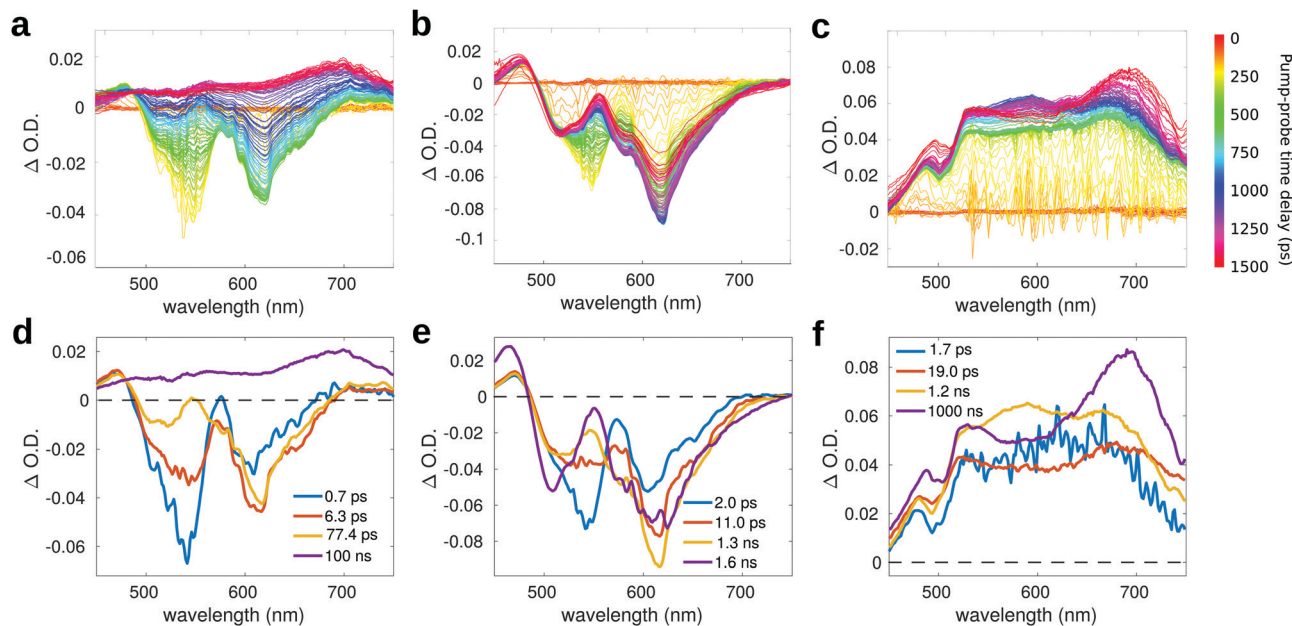 a
b
c
0.02
0
-0.02
-0.04
-0.06
Δ O.D.
500
600
700
wavelength (nm)
0.04
0.02
0
-0.02
-0.04
-0.06
-0.08
-0.1
Δ O.D.
500
600
700
wavelength (nm)
0.08
0.06
0.04
0.02
0
-0.02
Δ O.D.
500
600
700
wavelength (nm)
0
250
500
750
1000
1250
1500
Pump-probe time delay (ps)
d
e
f
0.02
0
-0.02
-0.04
-0.06
Δ O.D.
0.7 ps
6.3 ps
77.4 ps
100 ns
500
600
700
wavelength (nm)
0.02
0
-0.02
-0.04
-0.06
-0.08
Δ O.D.
2.0 ps
11.0 ps
1.3 ns
1.6 ns
500
600
700
wavelength (nm)
0.08
0.06
0.04
0.02
0
Δ O.D.
1.7 ps
19.0 ps
1.2 ns
1000 ns
500
600
700
wavelength (nm)